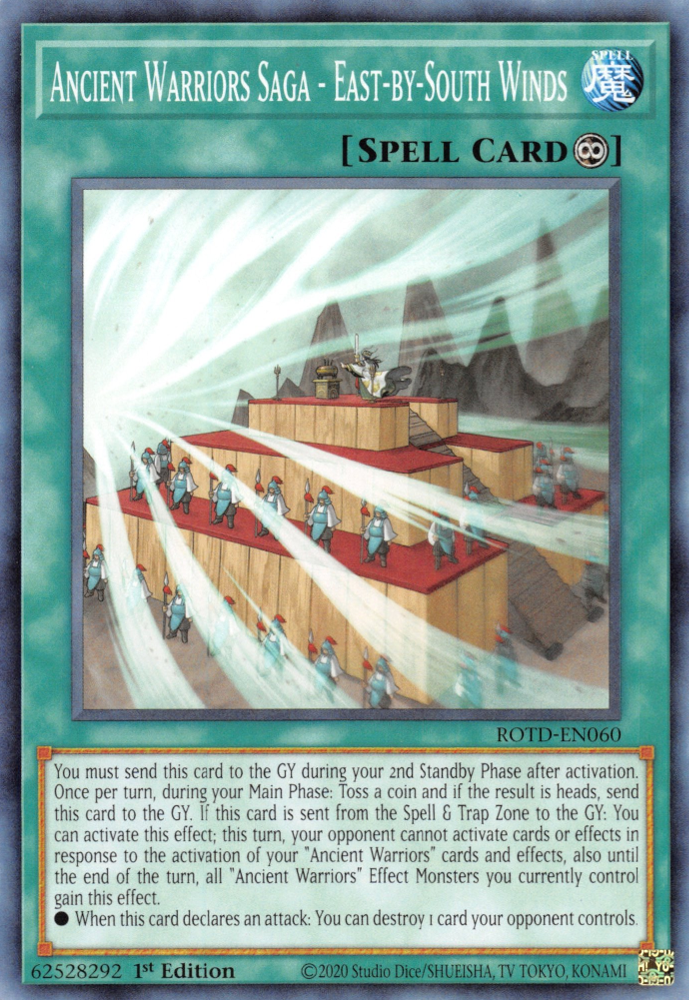 ANCIENT WARRIORS SAGA - EAST-BY-SOUTH WINDS
SPELL
魔
[SPELL CARD]
ROTD-EN060
You must send this card to the GY during your 2nd Standby Phase after activation.
Once per turn, during your Main Phase: Toss a coin and if the result is heads, send
this card to the GY. If this card is sent from the Spell & Trap Zone to the GY: You
can activate this effect; this turn, your opponent cannot activate cards or effects in
response to the activation of your "Ancient Warriors" cards and effects, also until
the end of the turn, all "Ancient Warriors" Effect Monsters you currently control
gain this effect.
● When this card declares an attack: You can destroy 1 card your opponent controls.
62528292 1st Edition ©2020 Studio Dice/SHUEISHA, TV TOKYO, KONAMI